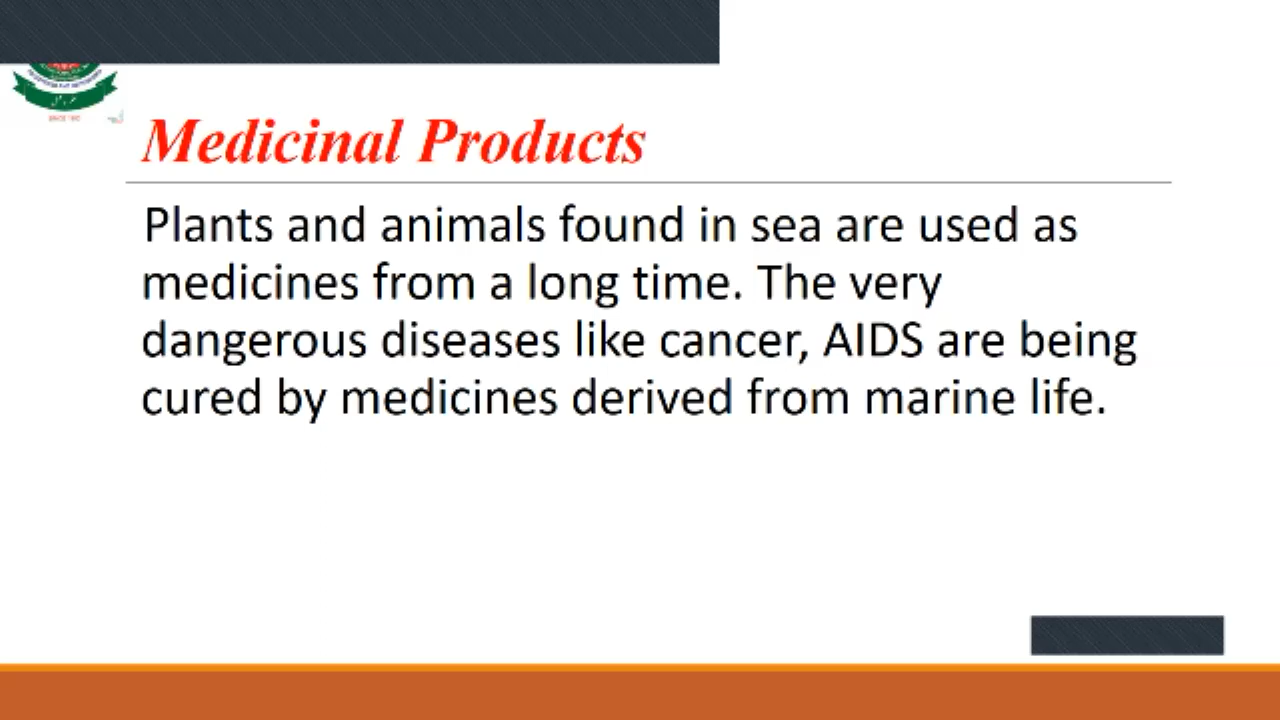 Medicinal Products
Plants and animals found in sea are used as
medicines from a long time. The very
dangerous diseases like cancer, AIDS are being
cured by medicines derived from marine life.